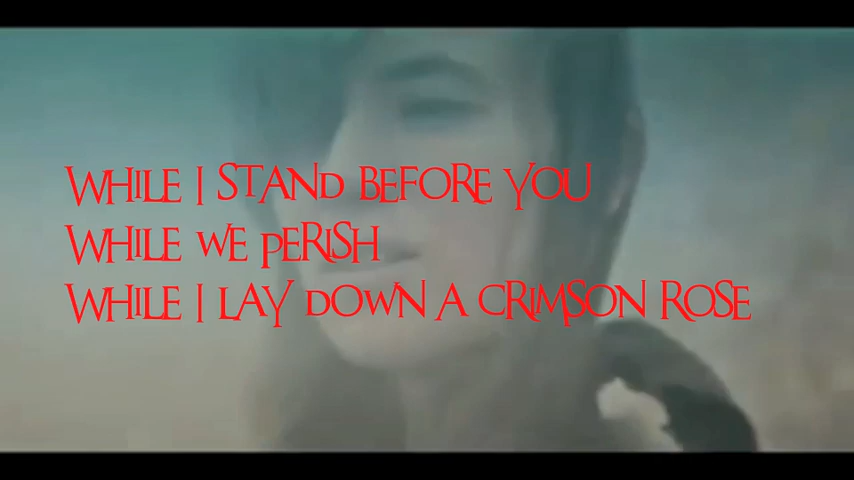 WHILE I STAND BEFORE YOU
WHILE WE PERISH
WHILE I LAY DOWN A CRIMSON ROSE